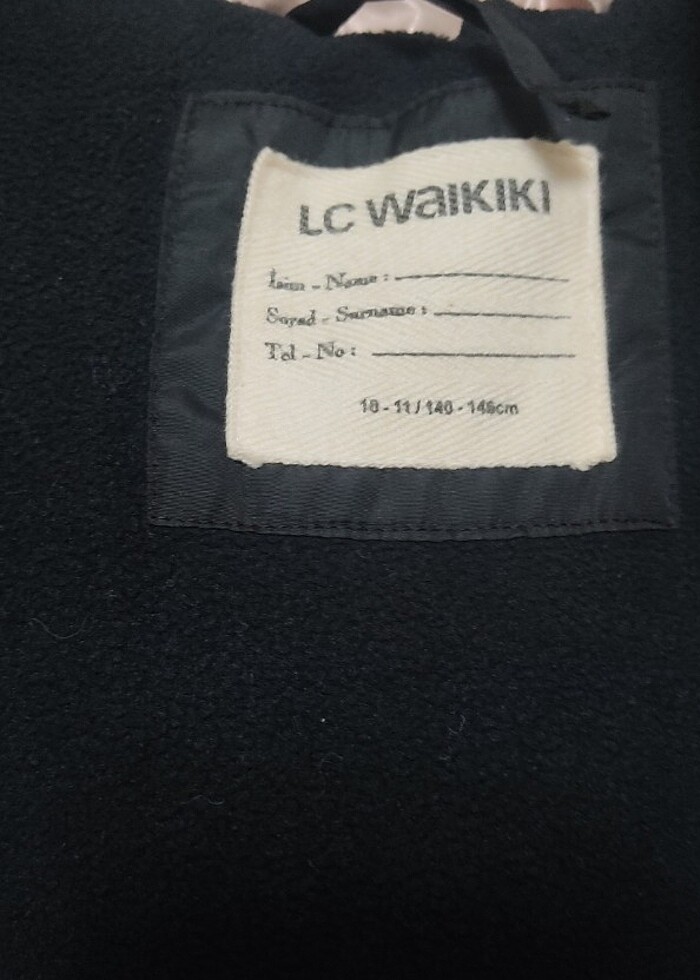 LC WAIKIKI
İsim - Name :
Soyad - Surname :
Tel - No :
10 - 11 / 140 - 146cm